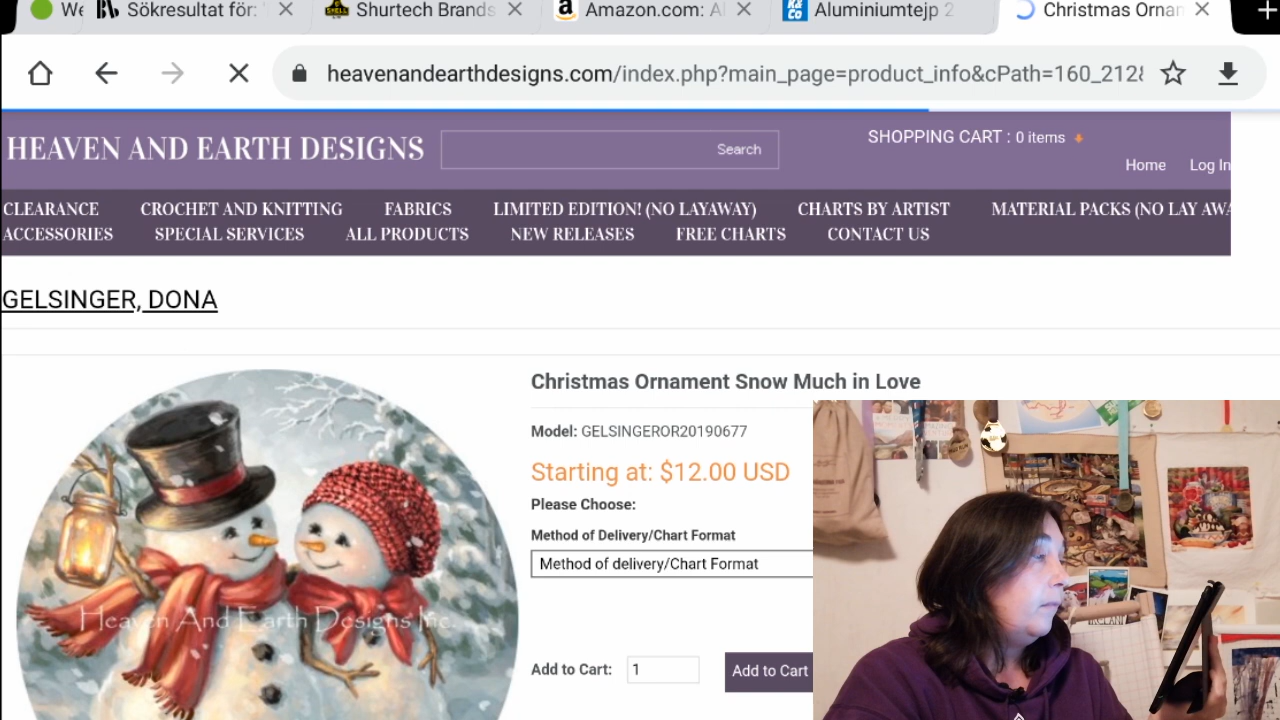 We
Sökresultat för: '
Shurtech Brands
Amazon.com: Al
Aluminiumtejp 2
Christmas Ornan
heavenandearthdesigns.com/index.php?main_page=product_info&cPath=160_212
HEAVEN AND EARTH DESIGNS
Search
SHOPPING CART : 0 items
Home Log In
CLEARANCE CROCHET AND KNITTING FABRICS LIMITED EDITION! (NO LAYAWAY) CHARTS BY ARTIST MATERIAL PACKS (NO LAY AWA
ACCESSORIES SPECIAL SERVICES ALL PRODUCTS NEW RELEASES FREE CHARTS CONTACT US
GELSINGER, DONA
Christmas Ornament Snow Much in Love
Model: GELSINGEROR20190677
Starting at: $12.00 USD
Please Choose:
Method of Delivery/Chart Format
Method of delivery/Chart Format
Heaven And Earth Designs Inc.
Add to Cart: 1 Add to Cart